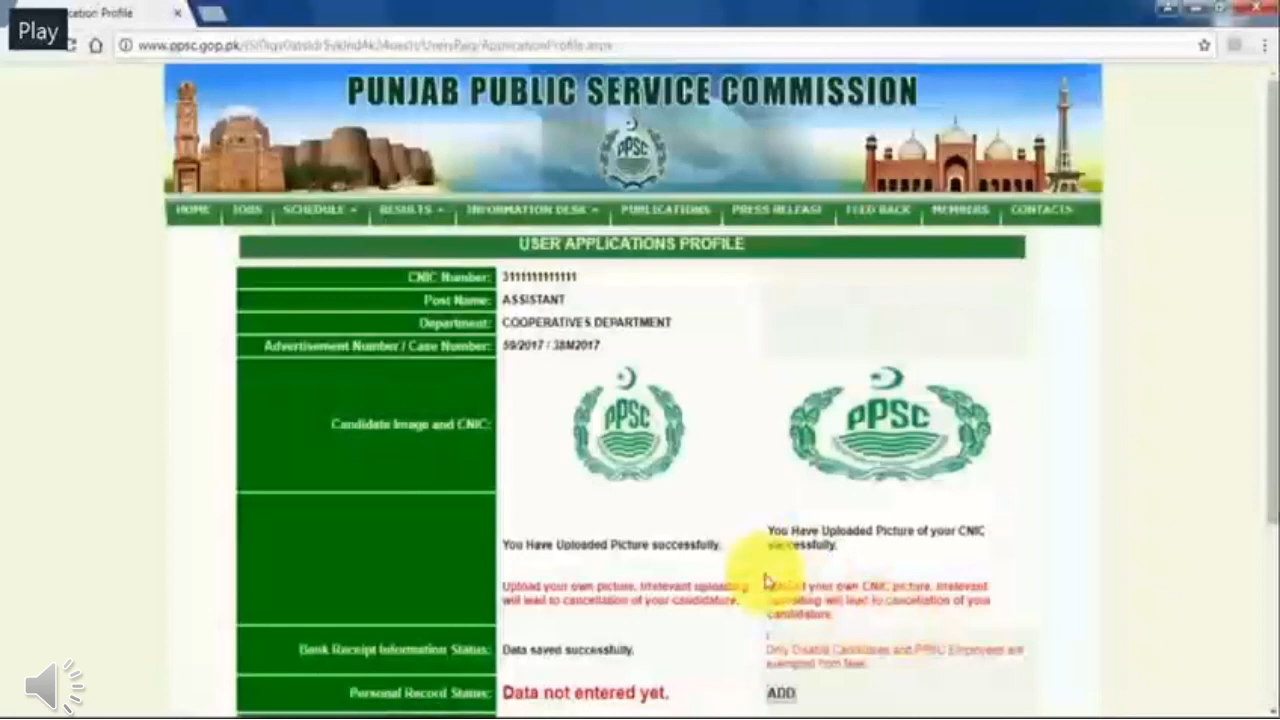 cation Profile
Play
www.ppsc.gop.pk/
PUNJAB PUBLIC SERVICE COMMISSION
PPSC
HOME JOBS SCHEDULE RESULTS INFORMATION DESK PUBLICATIONS PRESS RELEASE FEED BACK MEMBERS CONTACTS
USER APPLICATIONS PROFILE
CNIC Number: 3111111111111
Post Name: ASSISTANT
Department: COOPERATIVES DEPARTMENT
Advertisement Number / Case Number: 59/2017 / 38M2017
Candidate Image and CNIC:
PPSC PPSC
You Have Uploaded Picture successfully.
You Have Uploaded Picture of your CNIC
successfully.
Upload your own picture. Irrelevant uploading
will lead to cancellation of your candidature.
Upload your own CNIC picture. Irrelevant
uploading will lead to cancellation of your
candidature.
Bank Receipt Information Status: Data saved successfully.
Only Disable Candidates and PPSC Employees are
exempted from fees.
Personal Record Status: Data not entered yet. ADD